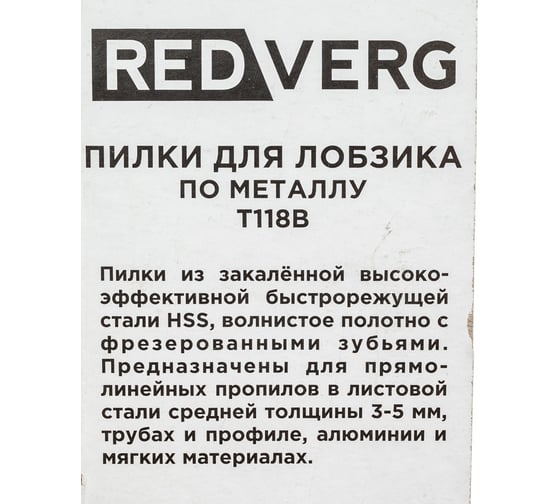 REDVERG
ПИЛКИ ДЛЯ ЛОБЗИКА
ПО МЕТАЛЛУ
Т118В
Пилки из закалённой высоко-
эффективной быстрорежущей
стали HSS, волнистое полотно с
фрезерованными зубьями.
Предназначены для прямо-
линейных пропилов в листовой
стали средней толщины 3-5 мм,
трубах и профиле, алюминии и
мягких материалах.